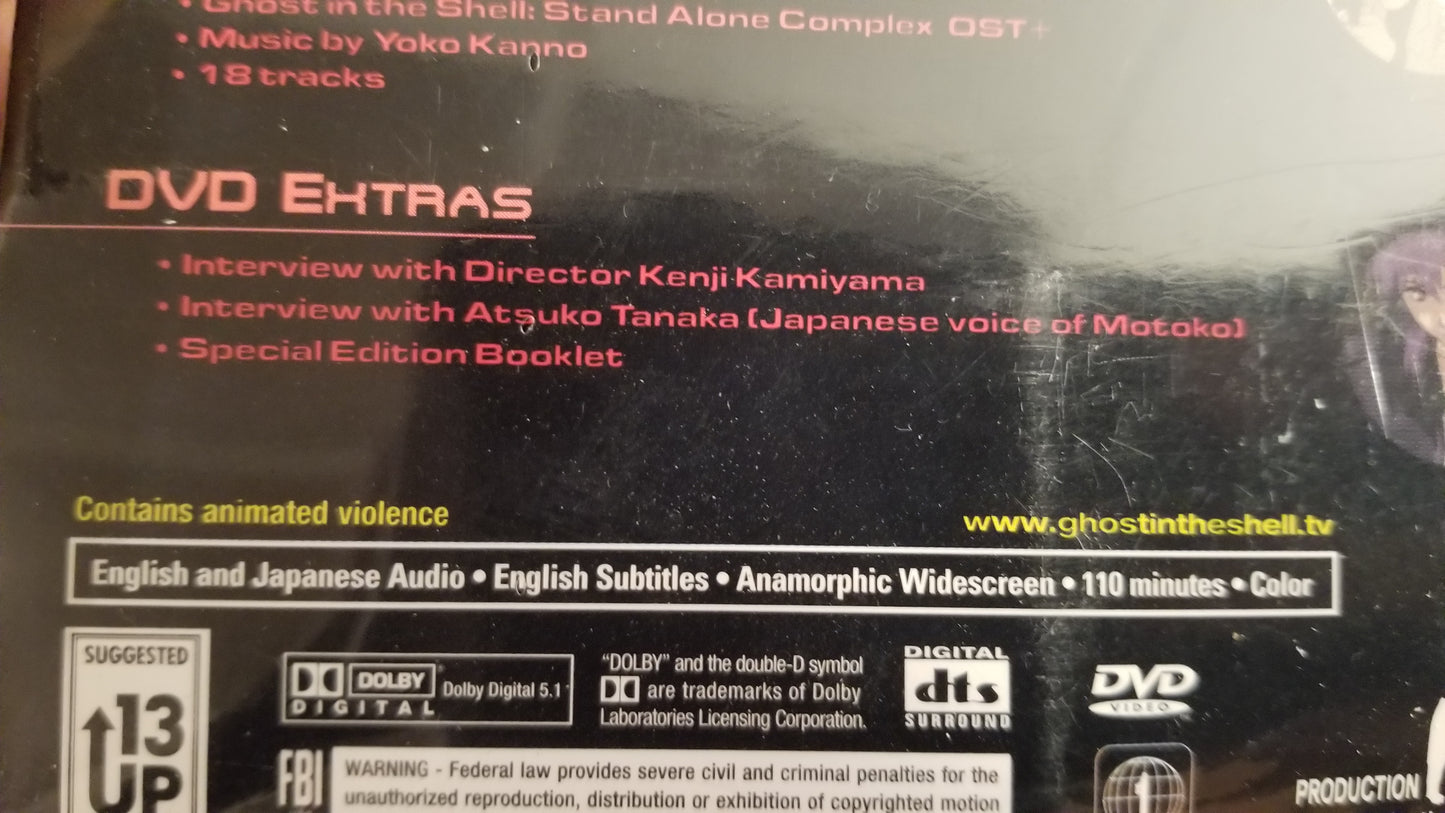 • Ghost in the Shell: Stand Alone Complex OST+
• Music by Yoko Kanno
• 18 tracks
DVD Extras
• Interview with Director Kenji Kamiyama
• Interview with Atsuko Tanaka (Japanese voice of Motoko)
• Special Edition Booklet
Contains animated violence
www.ghostintheshell.tv
English and Japanese Audio • English Subtitles • Anamorphic Widescreen • 110 minutes • Color
SUGGESTED
13
UP
DOLBY
DIGITAL
Dolby Digital 5.1
"DOLBY" and the double-D symbol
are trademarks of Dolby
Laboratories Licensing Corporation.
DIGITAL
dts
SURROUND
DVD
VIDEO
FBI
WARNING - Federal law provides severe civil and criminal penalties for the
unauthorized reproduction, distribution or exhibition of copyrighted motion
1
PRODUCTION